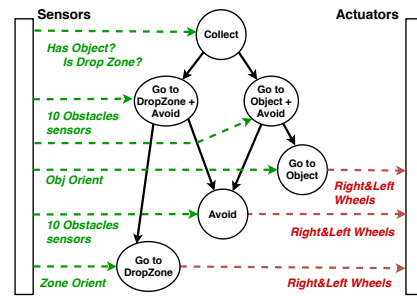 Sensors
Actuators
Collect
Has Object?
Is Drop Zone?
Go to
DropZone +
Avoid
Go to
Object +
Avoid
10 Obstacles
sensors
Go to
Object
Obj Orient
Right&Left
Wheels
Avoid
10 Obstacles
sensors
Right&Left Wheels
Go to
DropZone
Zone Orient
Right&Left Wheels